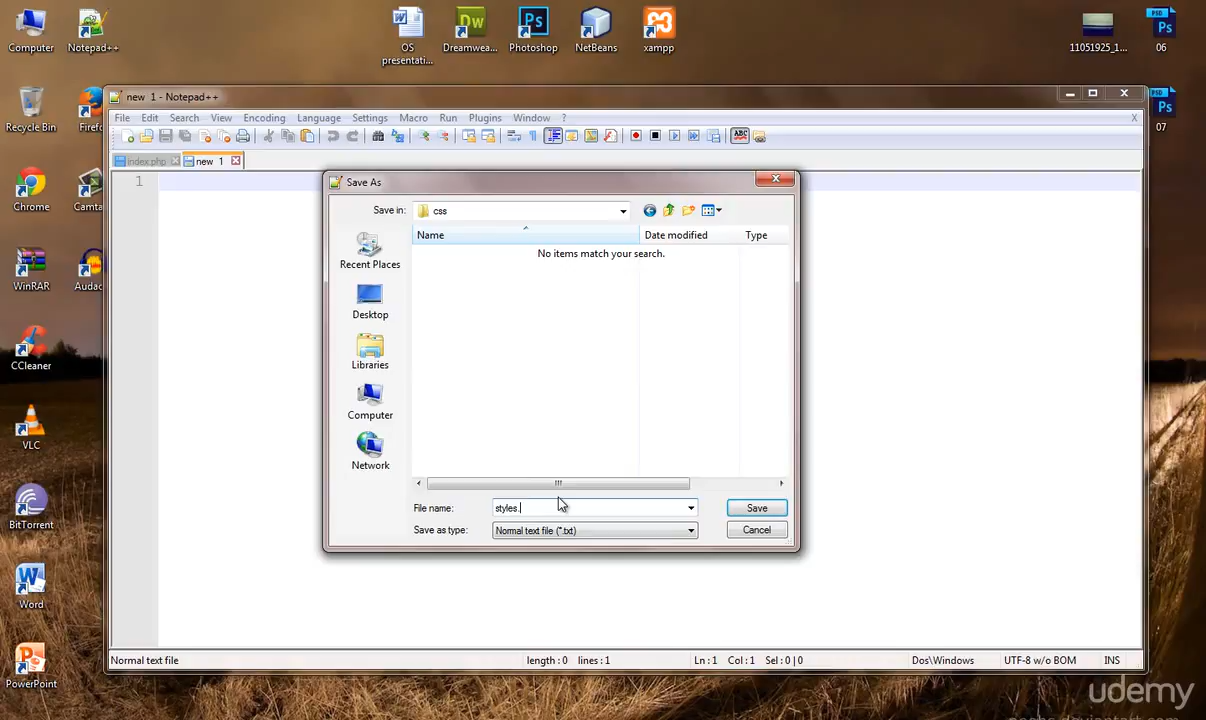 Computer
Notepad++
OS
presentati...
Dreamwea...
Photoshop
NetBeans
xampp
11051925_1...
06
new 1 - Notepad++
File Edit Search View Encoding Language Settings Macro Run Plugins Window ? X
index.php new 1
1
Recycle Bin
Firef
07
Save As
Save in: css
Name Date modified Type
No items match your search.
Recent Places
Desktop
Libraries
Computer
Network
File name: styles. Save
Save as type: Normal text file (*.txt) Cancel
Chrome
Camta
WinRAR
Audac
CCleaner
VLC
BitTorrent
Word
PowerPoint
Normal text file length : 0 lines : 1 Ln : 1 Col : 1 Sel : 0 | 0 Dos\Windows UTF-8 w/o BOM INS
udemy